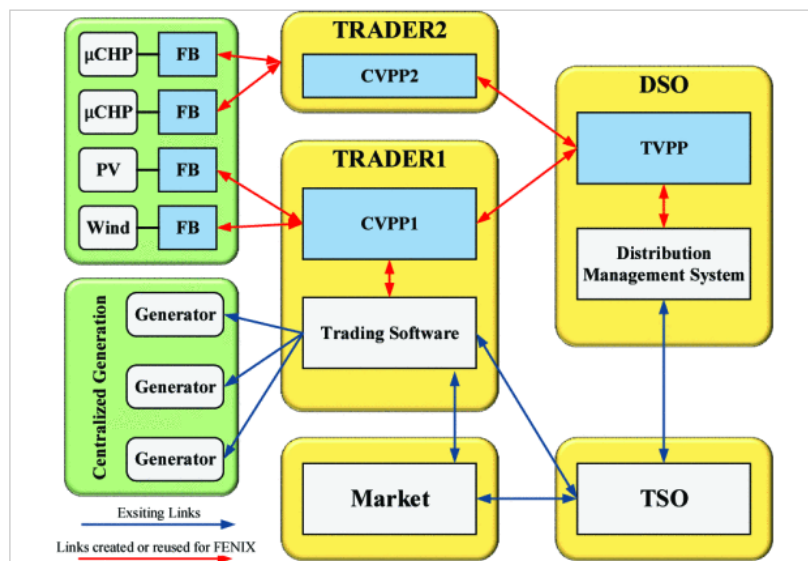 μCHP
FB
μCHP
FB
PV
FB
Wind
FB
TRADER2
CVPP2
TRADER1
CVPP1
Trading Software
DSO
TVPP
Distribution
Management System
Centralized Generation
Generator
Generator
Generator
Market
TSO
Exsiting Links
Links created or reused for FENIX